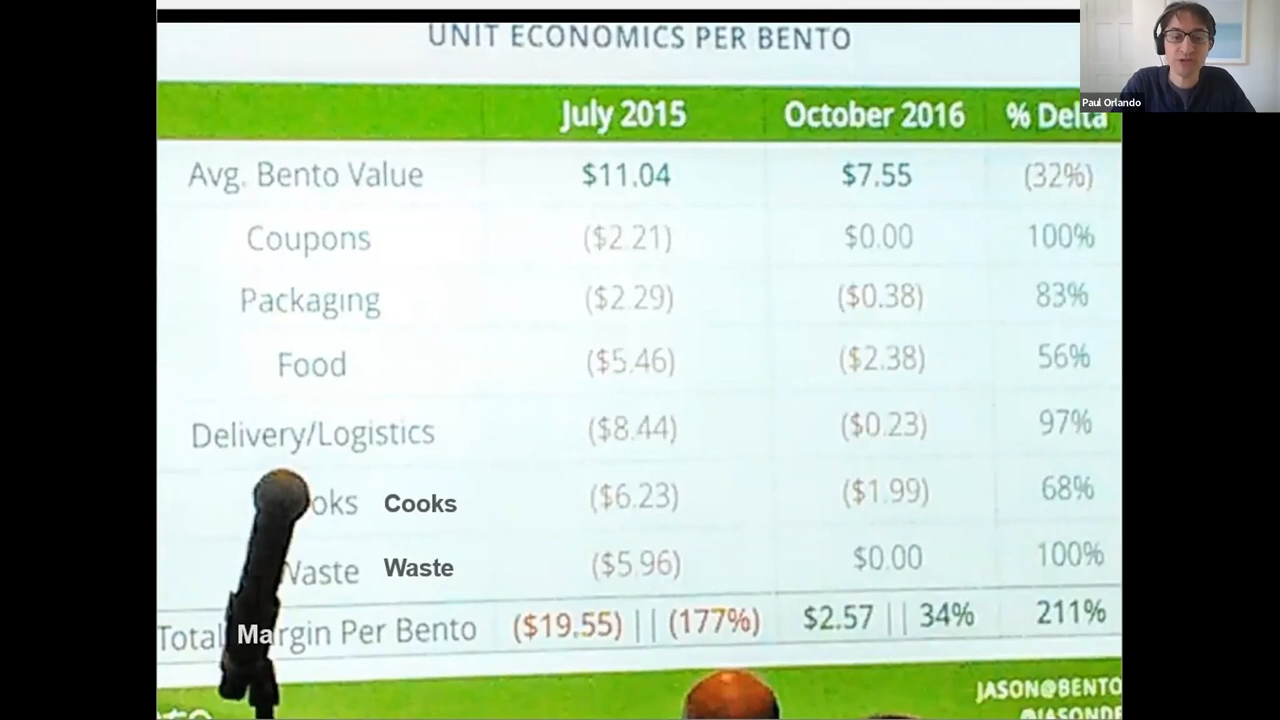 UNIT ECONOMICS PER BENTO
Paul Orlando
July 2015 October 2016 % Delta
Avg. Bento Value $11.04 $7.55 (32%)
Coupons ($2.21) $0.00 100%
Packaging ($2.29) ($0.38) 83%
Food ($5.46) ($2.38) 56%
Delivery/Logistics ($8.44) ($0.23) 97%
ooks Cooks ($6.23) ($1.99) 68%
Waste Waste ($5.96) $0.00 100%
Total Margin Per Bento ($19.55) || (177%) $2.57 || 34% 211%
JASON@BENTO
@JASONDE